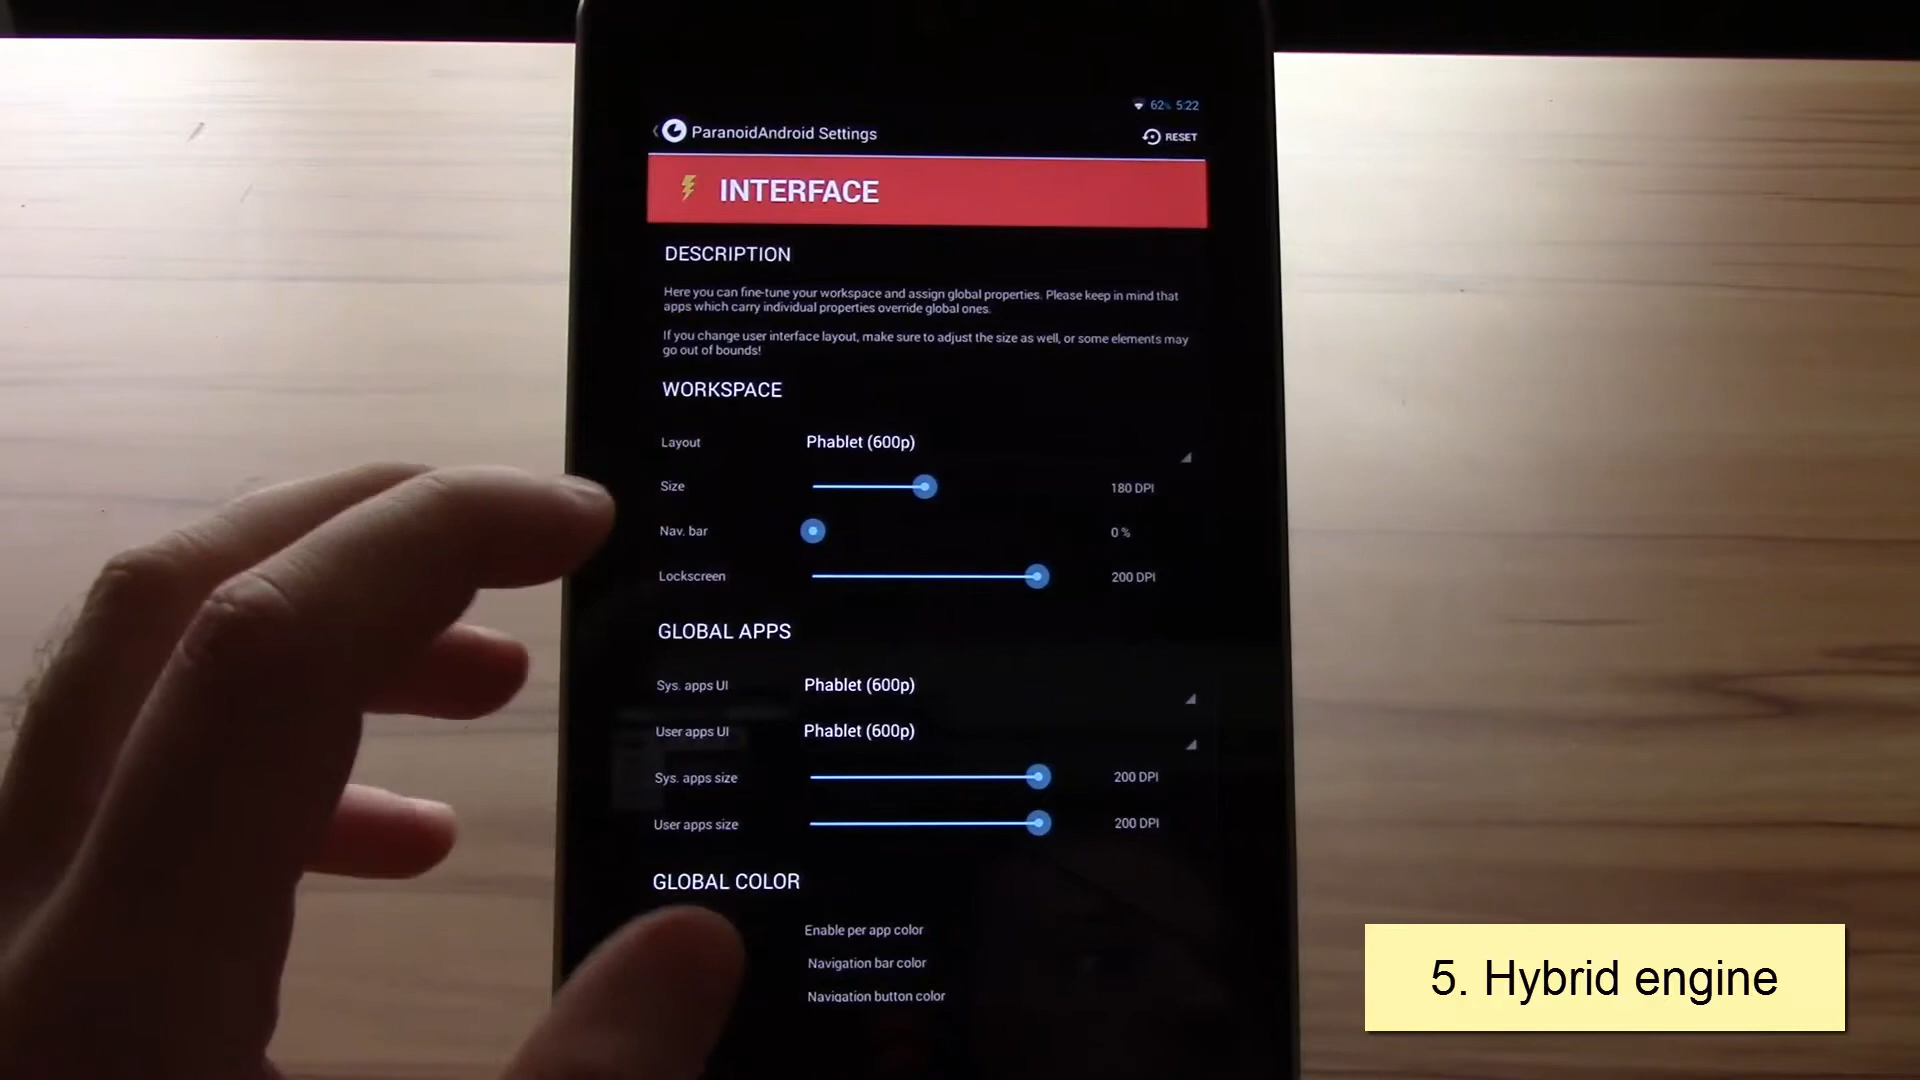 62% 5:22
ParanoidAndroid Settings RESET
INTERFACE
DESCRIPTION
Here you can fine-tune your workspace and assign global properties. Please keep in mind that
apps which carry individual properties override global ones.
If you change user interface layout, make sure to adjust the size as well, or some elements may
go out of bounds!
WORKSPACE
Layout Phablet (600p)
Size 180 DPI
Nav. bar 0 %
Lockscreen 200 DPI
GLOBAL APPS
Sys. apps UI Phablet (600p)
User apps UI Phablet (600p)
Sys. apps size 200 DPI
User apps size 200 DPI
GLOBAL COLOR
Enable per app color
Navigation bar color
Navigation button color
5. Hybrid engine